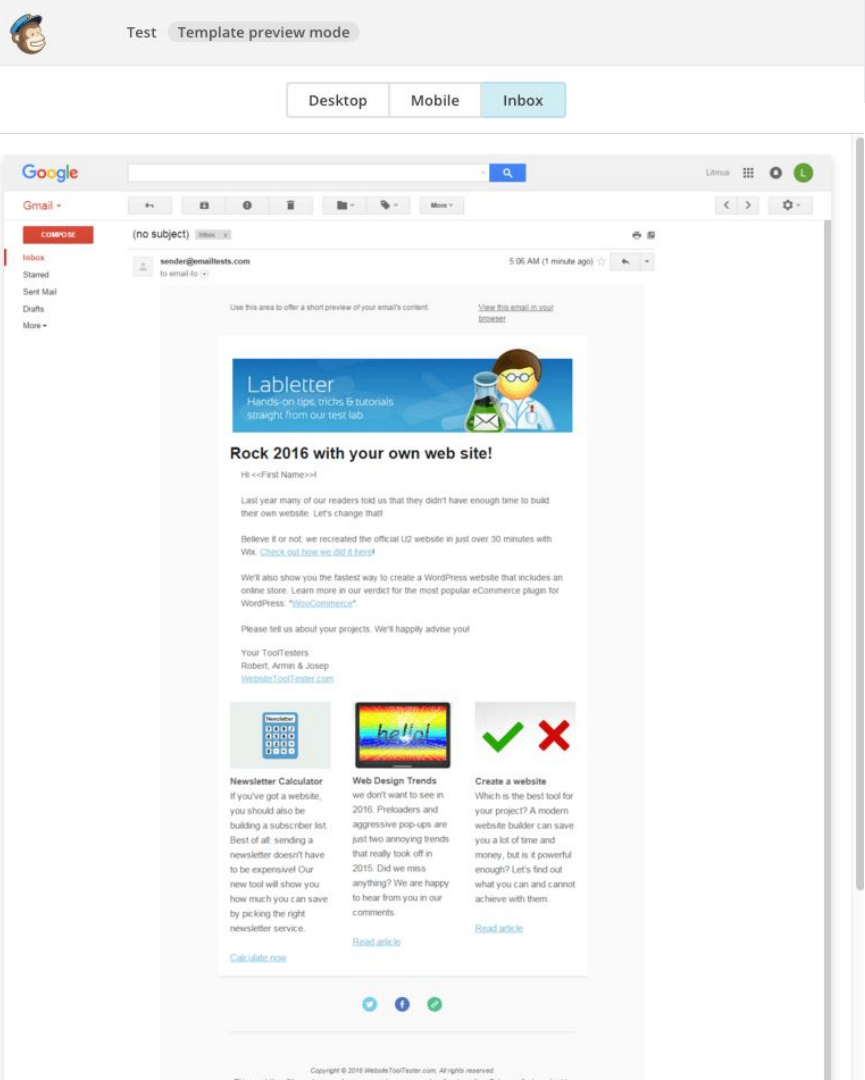 Test Template preview mode
Desktop Mobile Inbox
Google
Litmus
L
Gmail
More
COMPOSE
(no subject) Inbox x
Inbox
sender@emailtests.com
5:06 AM (1 minute ago)
to email-to
Starred
Sent Mail
Drafts
More
Use this area to offer a short preview of your email's content.
View this email in your
browser
Labletter
Hands-on tips, tricks & tutorials
straight from our test lab.
Rock 2016 with your own web site!
Hi <<First Name>>!
Last year many of our readers told us that they didn't have enough time to build
their own website. Let's change that!
Believe it or not: we recreated the official U2 website in just over 30 minutes with
Wix. Check out how we did it here!
We'll also show you the fastest way to create a WordPress website that includes an
online store. Learn more in our verdict for the most popular eCommerce plugin for
WordPress: "WooCommerce".
Please tell us about your projects. We'll happily advise you!
Your ToolTesters
Robert, Armin & Josep
WebsiteToolTester.com
Newsletter
Newsletter Calculator
If you've got a website,
you should also be
building a subscriber list.
Best of all: sending a
newsletter doesn't have
to be expensive! Our
new tool will show you
how much you can save
by picking the right
newsletter service.
Calculate now
hello!
Web Design Trends
we don't want to see in
2016. Preloaders and
aggressive pop-ups are
just two annoying trends
that really took off in
2015. Did we miss
anything? We are happy
to hear from you in our
comments.
Read article
Create a website
Which is the best tool for
your project? A modern
website builder can save
you a lot of time and
money, but is it powerful
enough? Let's find out
what you can and cannot
achieve with them.
Read article
Copyright © 2016 WebsiteToolTester.com, All rights reserved.